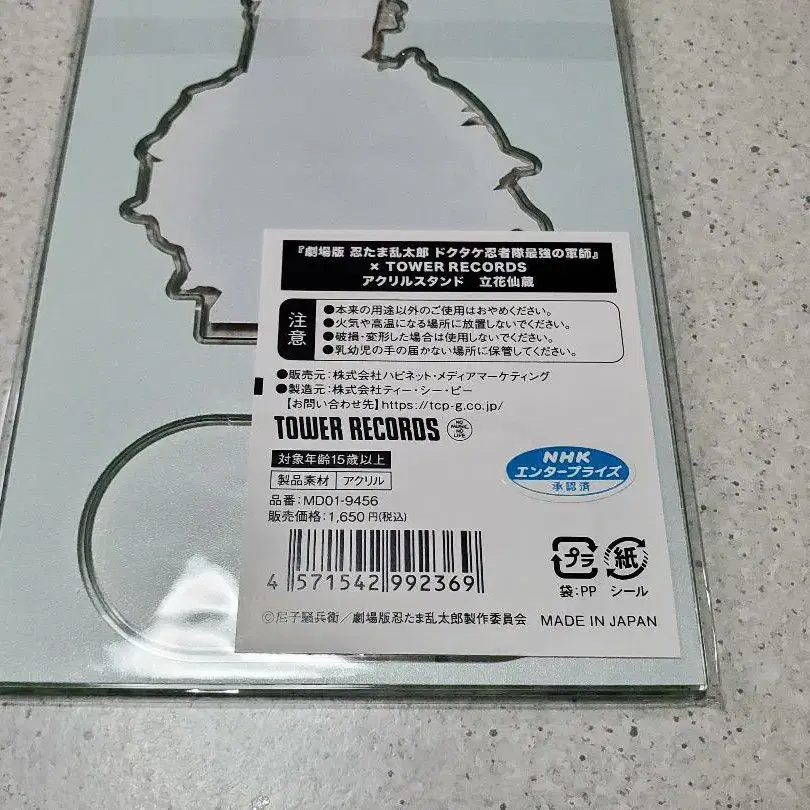 『劇場版 忍たま乱太郎 ドクタケ忍者隊最強の軍師』
× TOWER RECORDS
アクリルスタンド 立花仙蔵
注意
●本来の用途以外のご使用はおやめください。
●火気や高温になる場所に放置しないでください。
●破損・変形した場合は使用しないでください。
●乳幼児の手の届かない場所に保管してください。
●販売元:株式会社ハピネット・メディアマーケティング
●製造元:株式会社ティー・シー・ピー
【お問い合わせ先】https://tcp-g.co.jp/
TOWER RECORDS NO MUSIC, NO LIFE.
対象年齢15歳以上
製品素材 アクリル
品番:MD01-9456
販売価格:1,650円(税込)
NHK
エンタープライズ
承認済
4 571542 992369
プラ 紙
袋:PP シール
©尼子騒兵衛/劇場版忍たま乱太郎製作委員会 MADE IN JAPAN